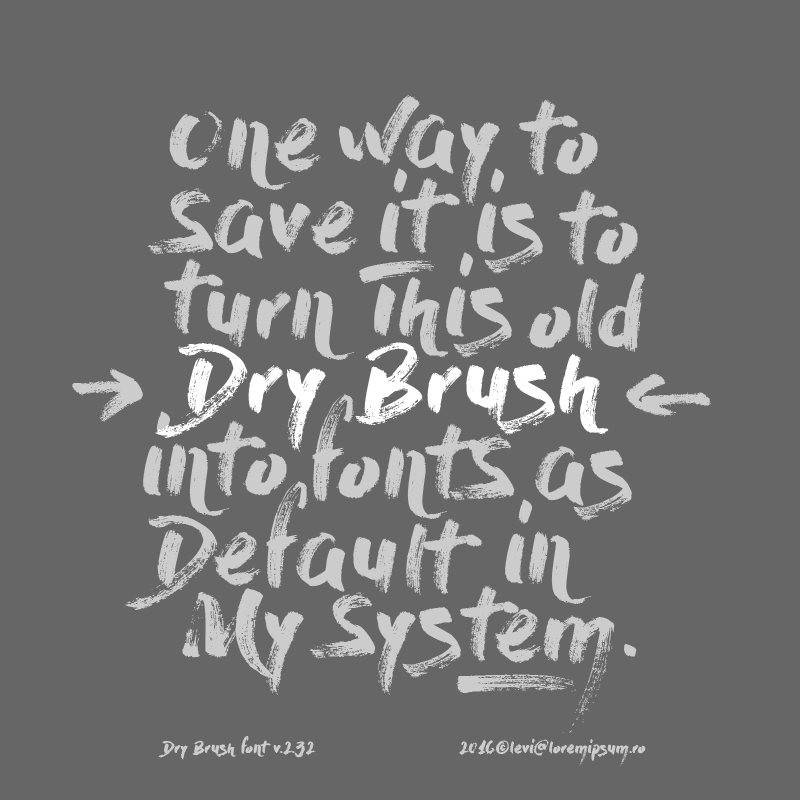 One way to
save it is to
turn This old
Dry Brush
into fonts as
Default in
My System.
Dry Brush font v.2.32
2016©levi@loremipsum.ro